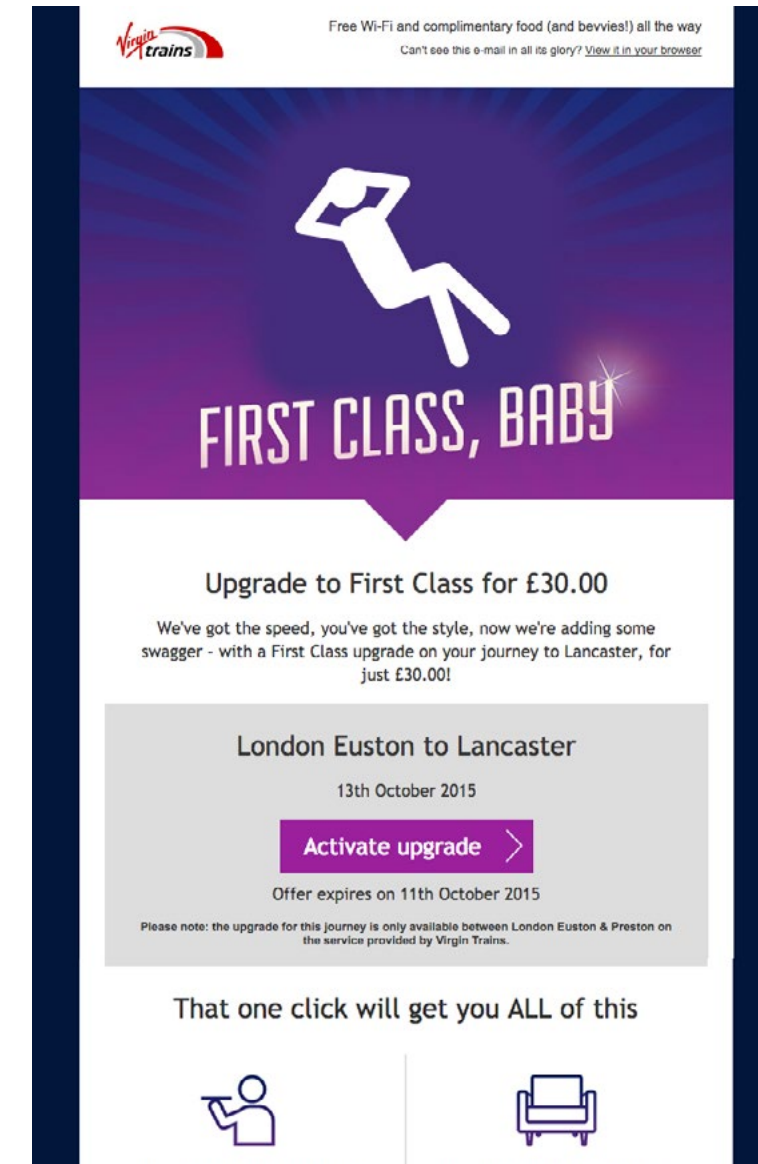 Virgin
trains
Free Wi-Fi and complimentary food (and bevvies!) all the way
Can't see this e-mail in all its glory? View it in your browser
FIRST CLASS, BABY
Upgrade to First Class for £30.00
We've got the speed, you've got the style, now we're adding some
swagger - with a First Class upgrade on your journey to Lancaster, for
just £30.00!
London Euston to Lancaster
13th October 2015
Activate upgrade
Offer expires on 11th October 2015
Please note: the upgrade for this journey is only available between London Euston & Preston on
the service provided by Virgin Trains.
That one click will get you ALL of this